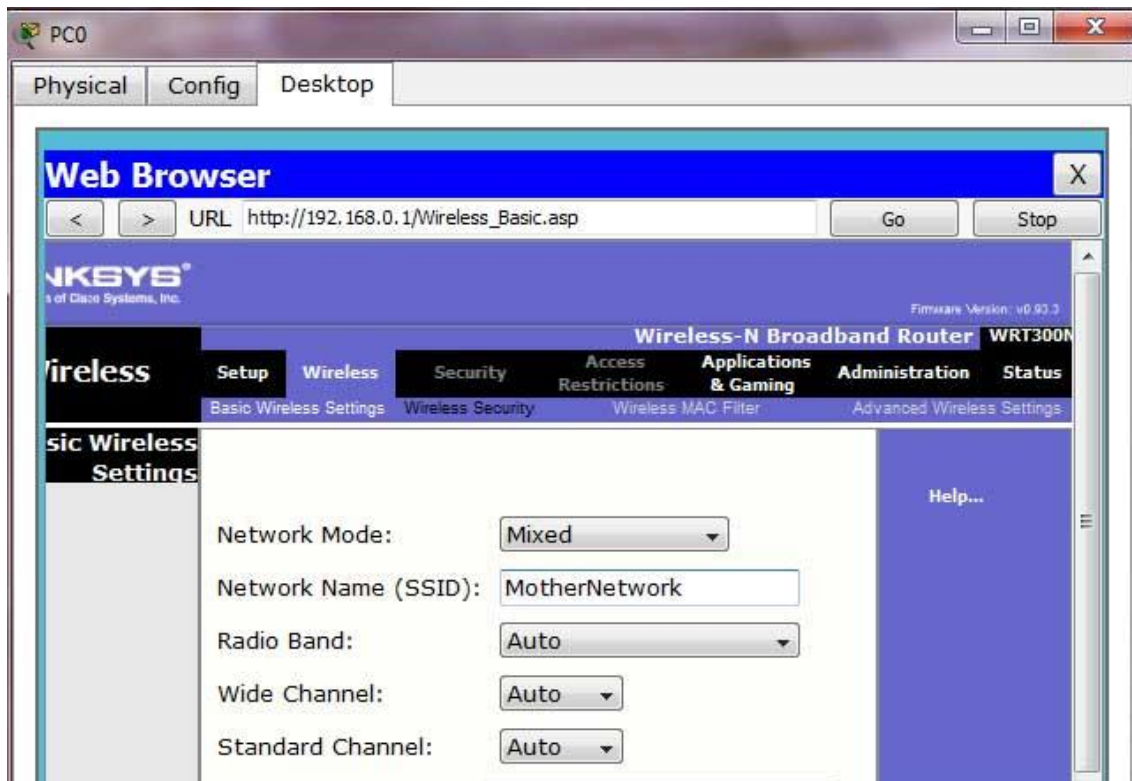 PC0
X
Physical Config Desktop
Web Browser X
< > URL http://192.168.0.1/Wireless_Basic.asp Go Stop
NKSYS®
s of Cisco Systems, Inc.
Firmware Version: v0.93.3
Wireless-N Broadband Router WRT300N
ireless Setup Wireless Security Access Restrictions Applications & Gaming Administration Status
Basic Wireless Settings Wireless Security Wireless MAC Filter Advanced Wireless Settings
sic Wireless
Settings
Help...
Network Mode: Mixed
Network Name (SSID): MotherNetwork
Radio Band: Auto
Wide Channel: Auto
Standard Channel: Auto